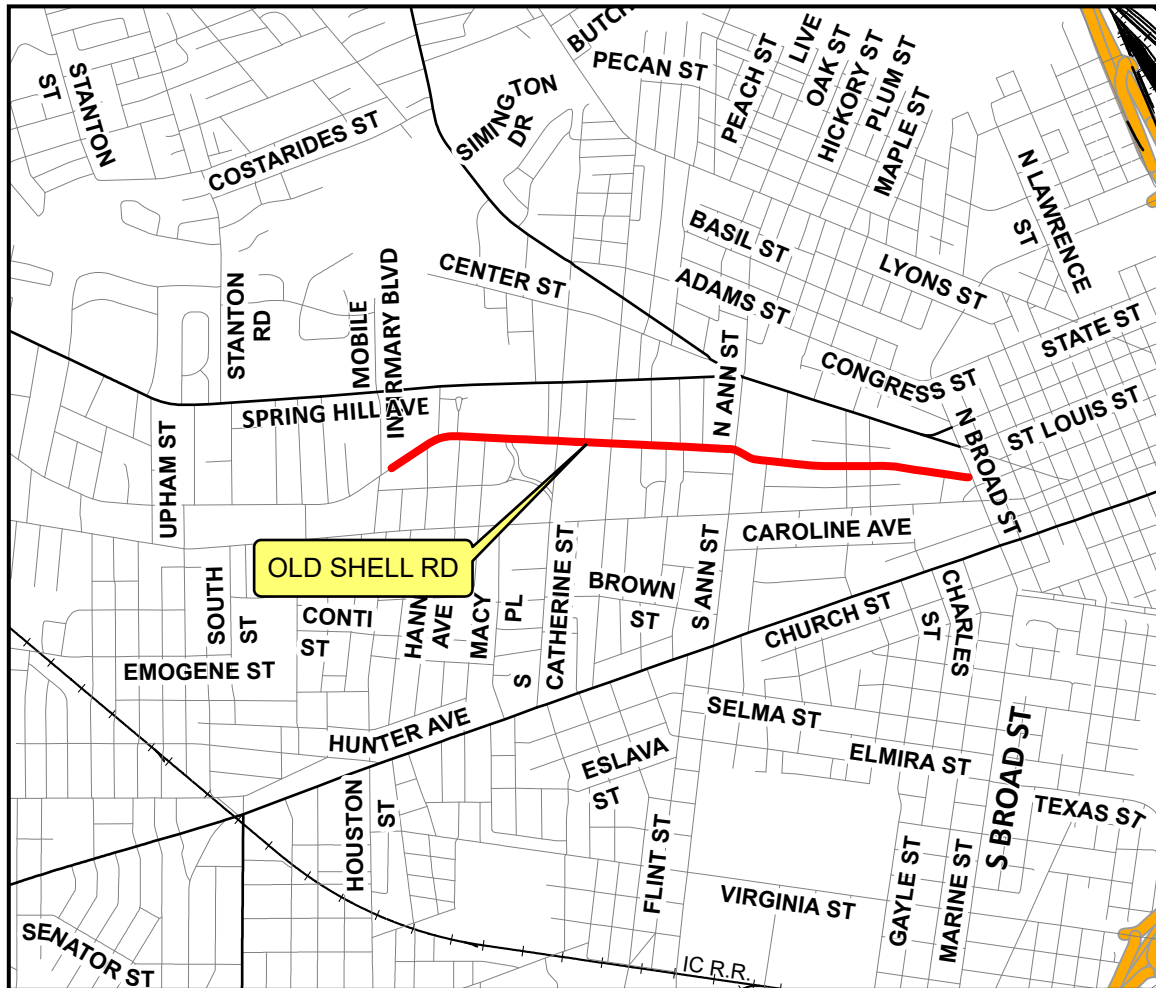 BUTCH
PECAN ST
PEACH ST
LIVE
OAK ST
HICKORY ST
PLUM ST
MAPLE ST
STANTON
ST
SIMINGTON
DR
COSTARIDES ST
N LAWRENCE
ST
BASIL ST
LYONS ST
CENTER ST
ADAMS ST
STATE ST
STANTON
RD
MOBILE
INFIRMARY BLVD
N ANN ST
CONGRESS ST
ST LOUIS ST
SPRING HILL AVE
N BROAD ST
UPHAM ST
CAROLINE AVE
OLD SHELL RD
CATHERINE ST
S
BROWN
ST
S ANN ST
SOUTH
ST
CONTI
ST
HANN
AVE
MACY
PL
CHURCH ST
CHARLES
ST
EMOGENE ST
SELMA ST
HUNTER AVE
ELMIRA ST
S BROAD ST
ESLAVA
ST
TEXAS ST
HOUSTON
ST
FLINT ST
VIRGINIA ST
GAYLE ST
MARINE ST
SENATOR ST
IC R.R.